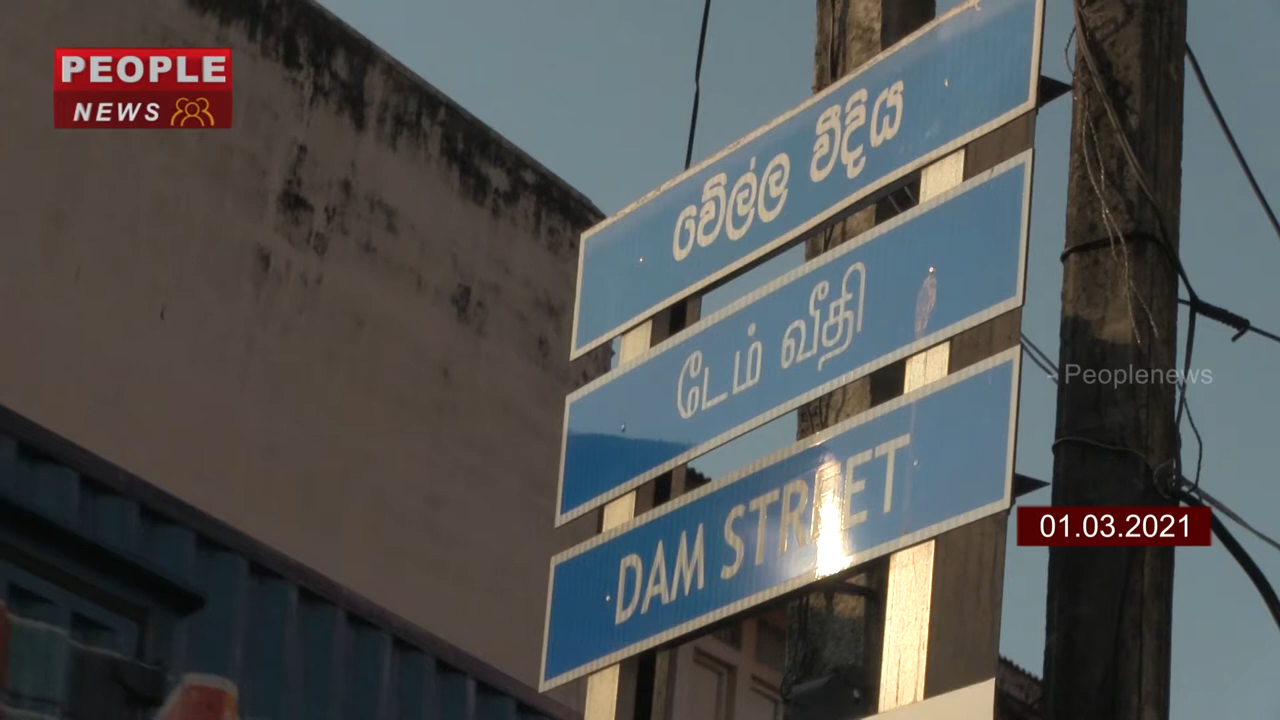 PEOPLE
NEWS
වේල්ල වීදිය
டேம் வீதி
DAM STREET
Peoplenews
01.03.2021